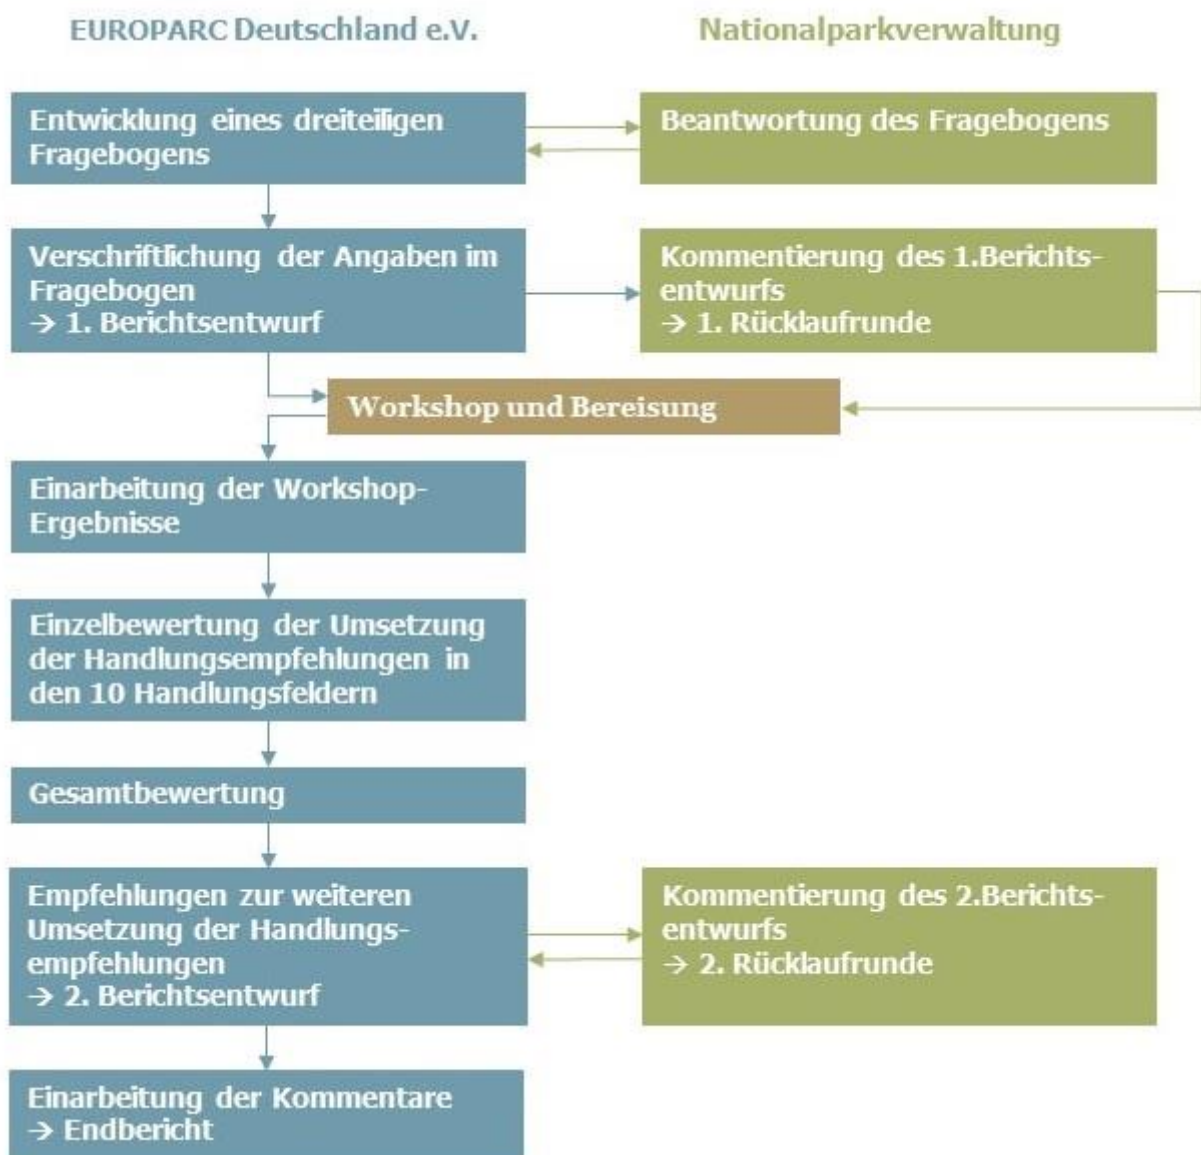 EUROPARC Deutschland e.V.
Nationalparkverwaltung
Entwicklung eines dreiteiligen
Fragebogens
Beantwortung des Fragebogens
Verschriftlichung der Angaben im
Fragebogen
→ 1. Berichtsentwurf
Kommentierung des 1.Berichts-
entwurfs
→ 1. Rücklaufrunde
Workshop und Bereisung
Einarbeitung der Workshop-
Ergebnisse
Einzelbewertung der Umsetzung
der Handlungsempfehlungen in
den 10 Handlungsfeldern
Gesamtbewertung
Empfehlungen zur weiteren
Umsetzung der Handlungs-
empfehlungen
→ 2. Berichtsentwurf
Kommentierung des 2.Berichts-
entwurfs
→ 2. Rücklaufrunde
Einarbeitung der Kommentare
→ Endbericht